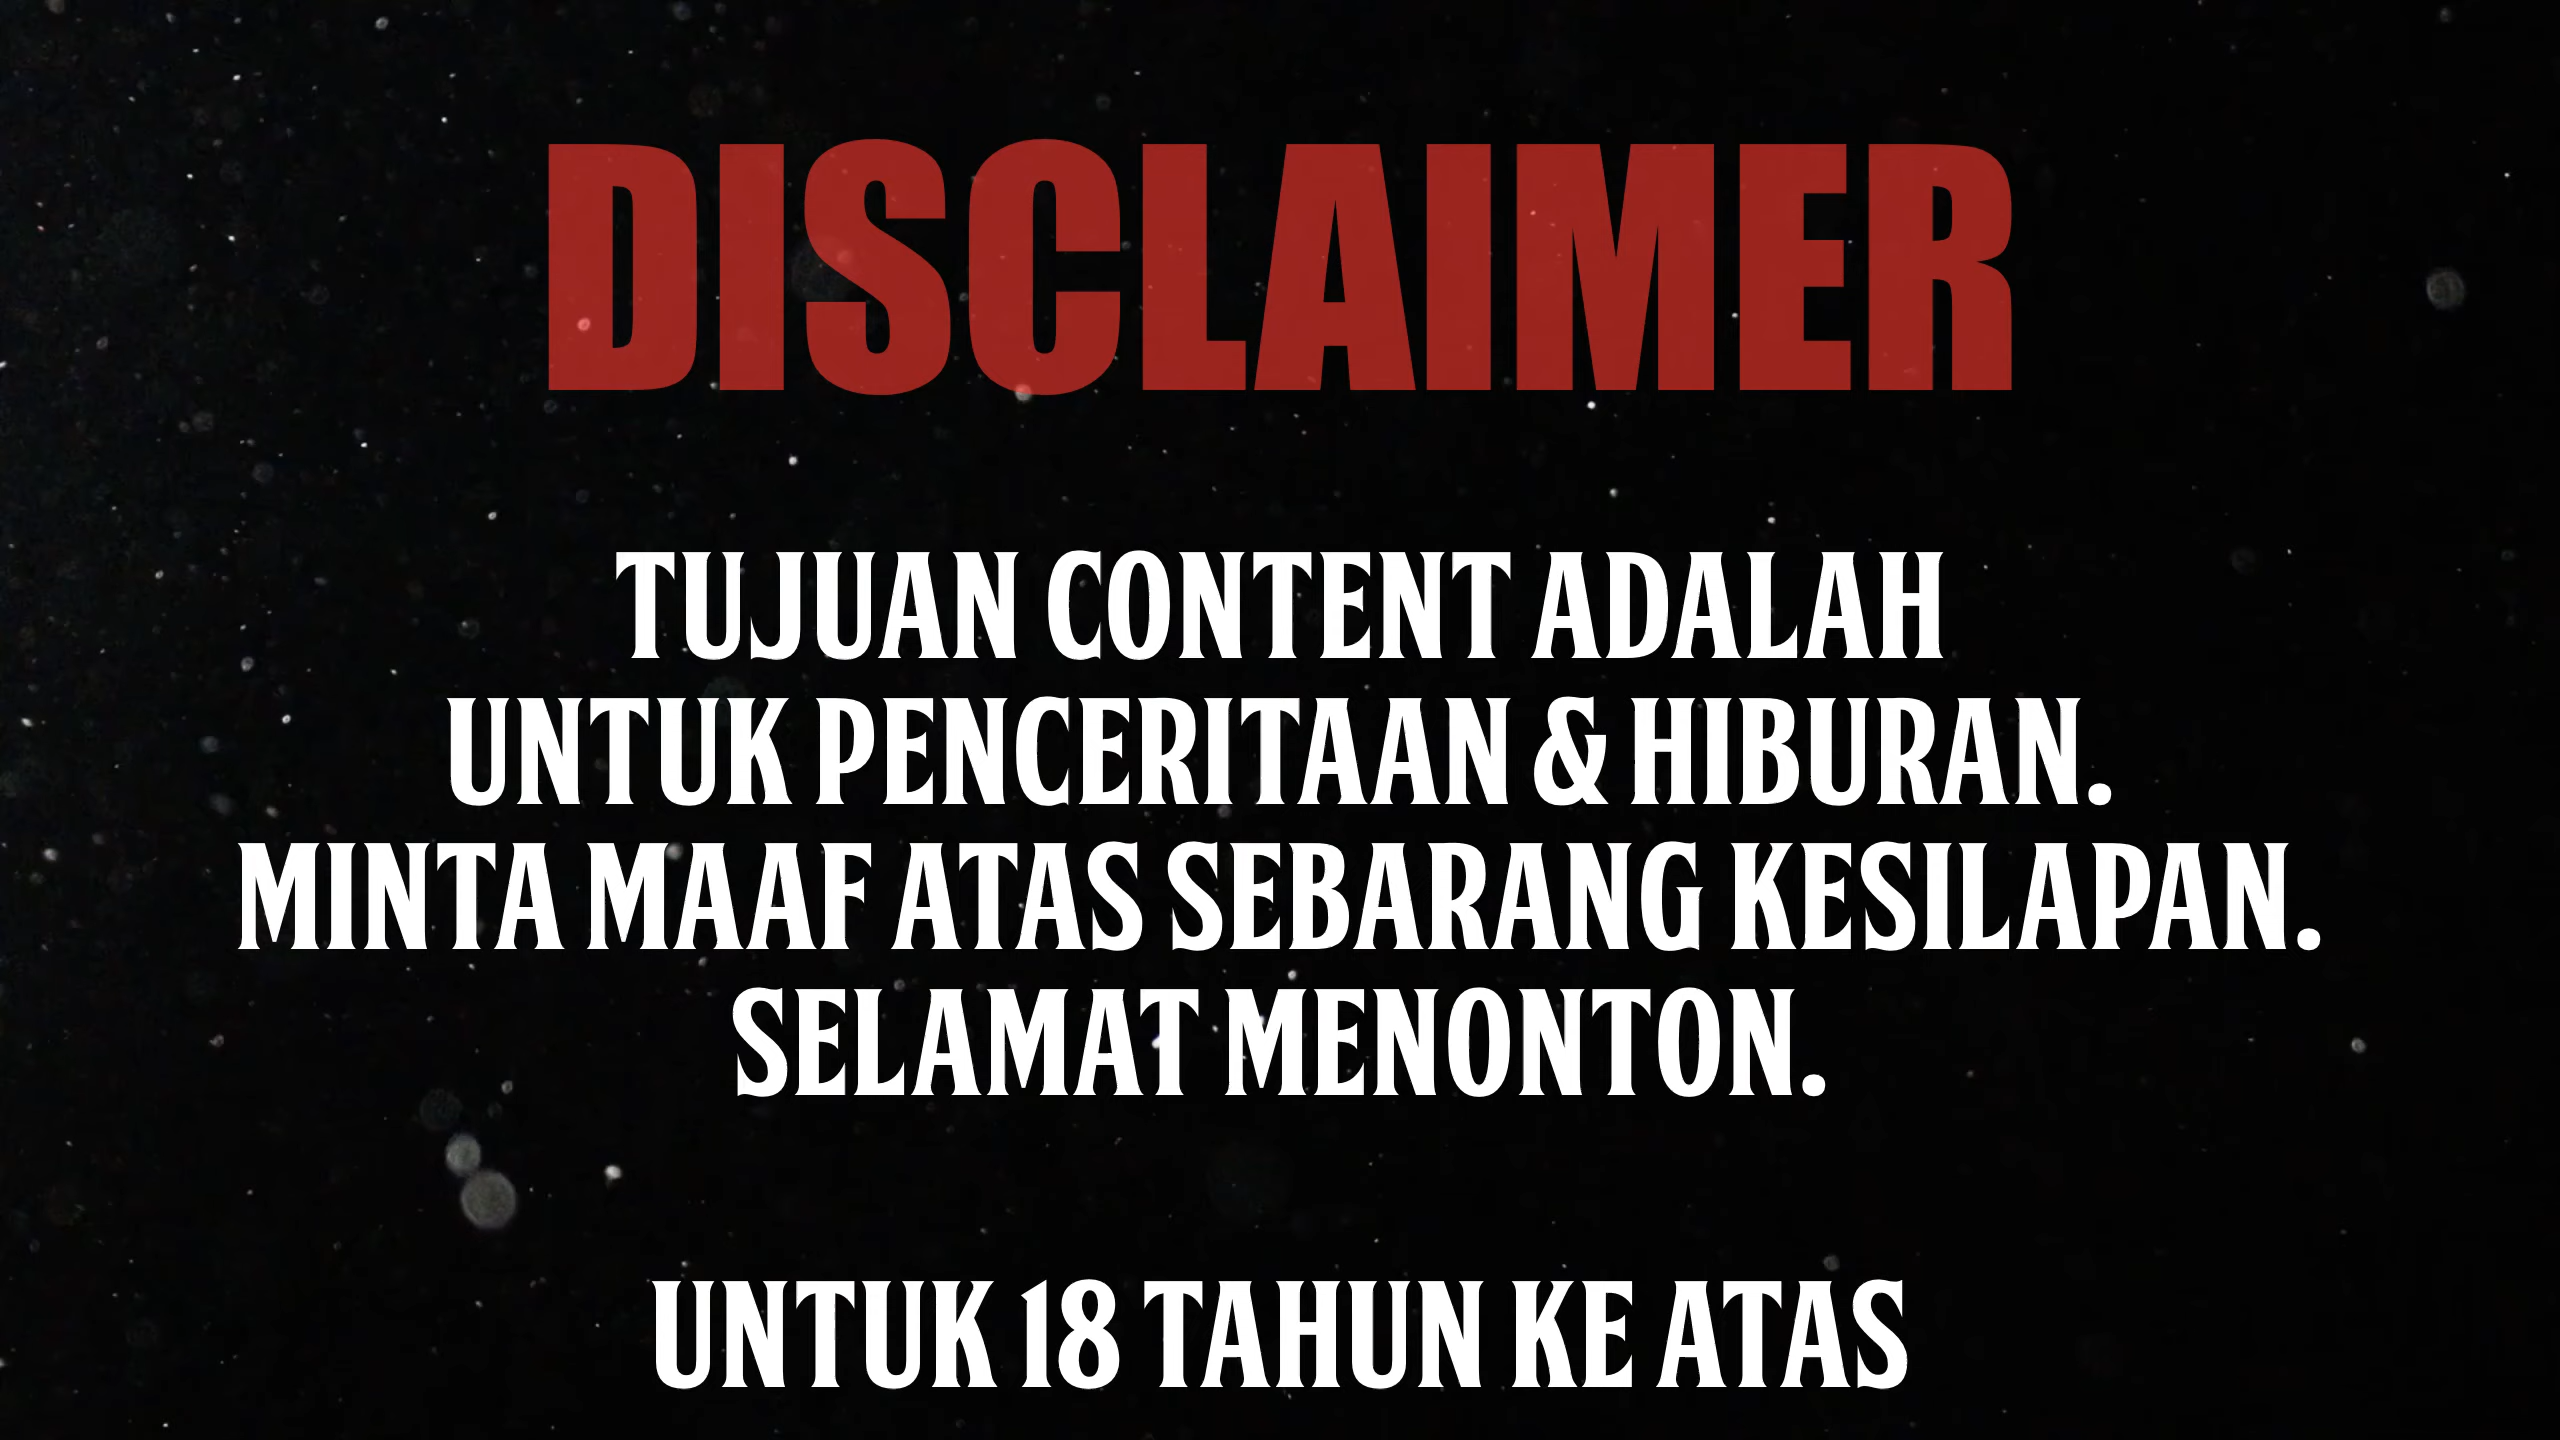 DISCLAIMER
TUJUAN CONTENT ADALAH
UNTUK PENCERITAAN & HIBURAN.
MINTA MAAF ATAS SEBARANG KESILAPAN.
SELAMAT MENONTON.
UNTUK 18 TAHUN KE ATAS